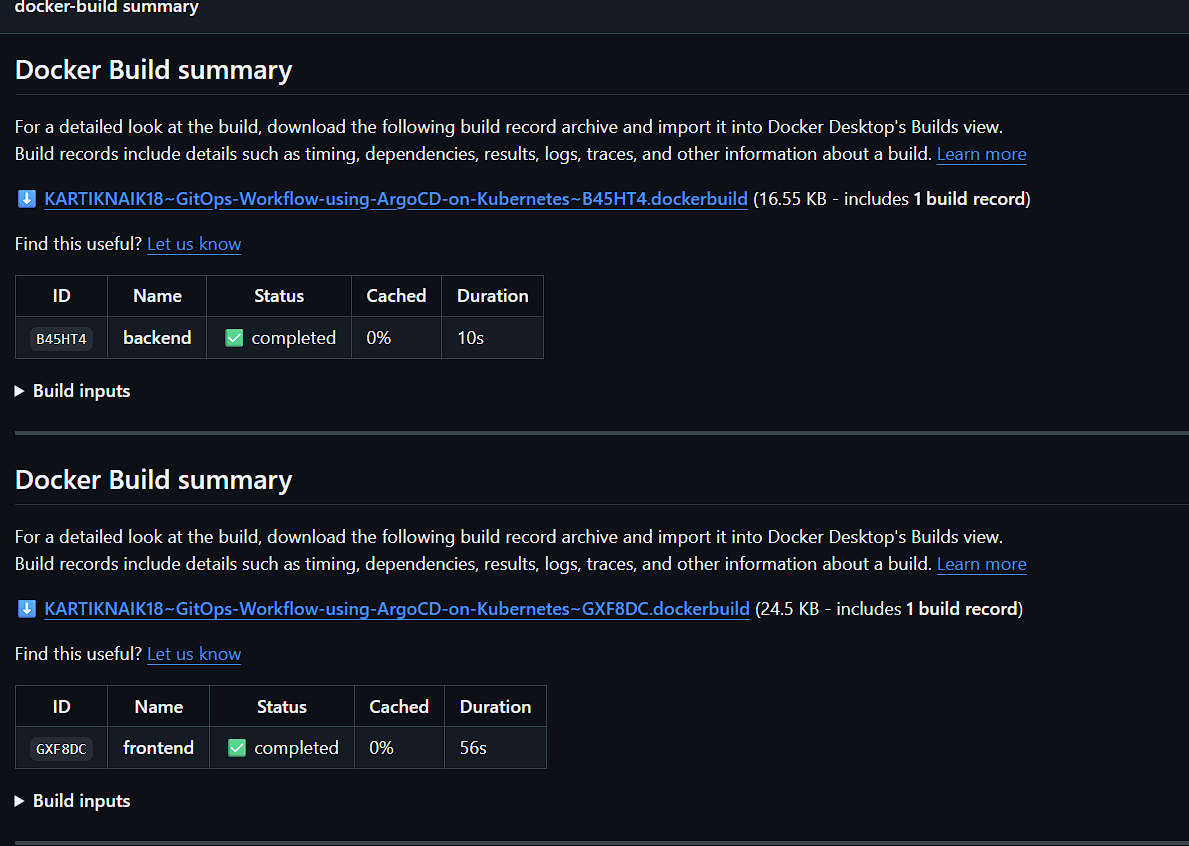 docker-build summary
Docker Build summary
For a detailed look at the build, download the following build record archive and import it into Docker Desktop's Builds view.
Build records include details such as timing, dependencies, results, logs, traces, and other information about a build. Learn more
KARTIKNAIK18~GitOps-Workflow-using-ArgoCD-on-Kubernetes~B45HT4.dockerbuild (16.55 KB - includes 1 build record)
Find this useful? Let us know
ID Name Status Cached Duration
B45HT4 backend ✅ completed 0% 10s
Build inputs
Docker Build summary
For a detailed look at the build, download the following build record archive and import it into Docker Desktop's Builds view.
Build records include details such as timing, dependencies, results, logs, traces, and other information about a build. Learn more
KARTIKNAIK18~GitOps-Workflow-using-ArgoCD-on-Kubernetes~GXF8DC.dockerbuild (24.5 KB - includes 1 build record)
Find this useful? Let us know
ID Name Status Cached Duration
GXF8DC frontend ✅ completed 0% 56s
Build inputs